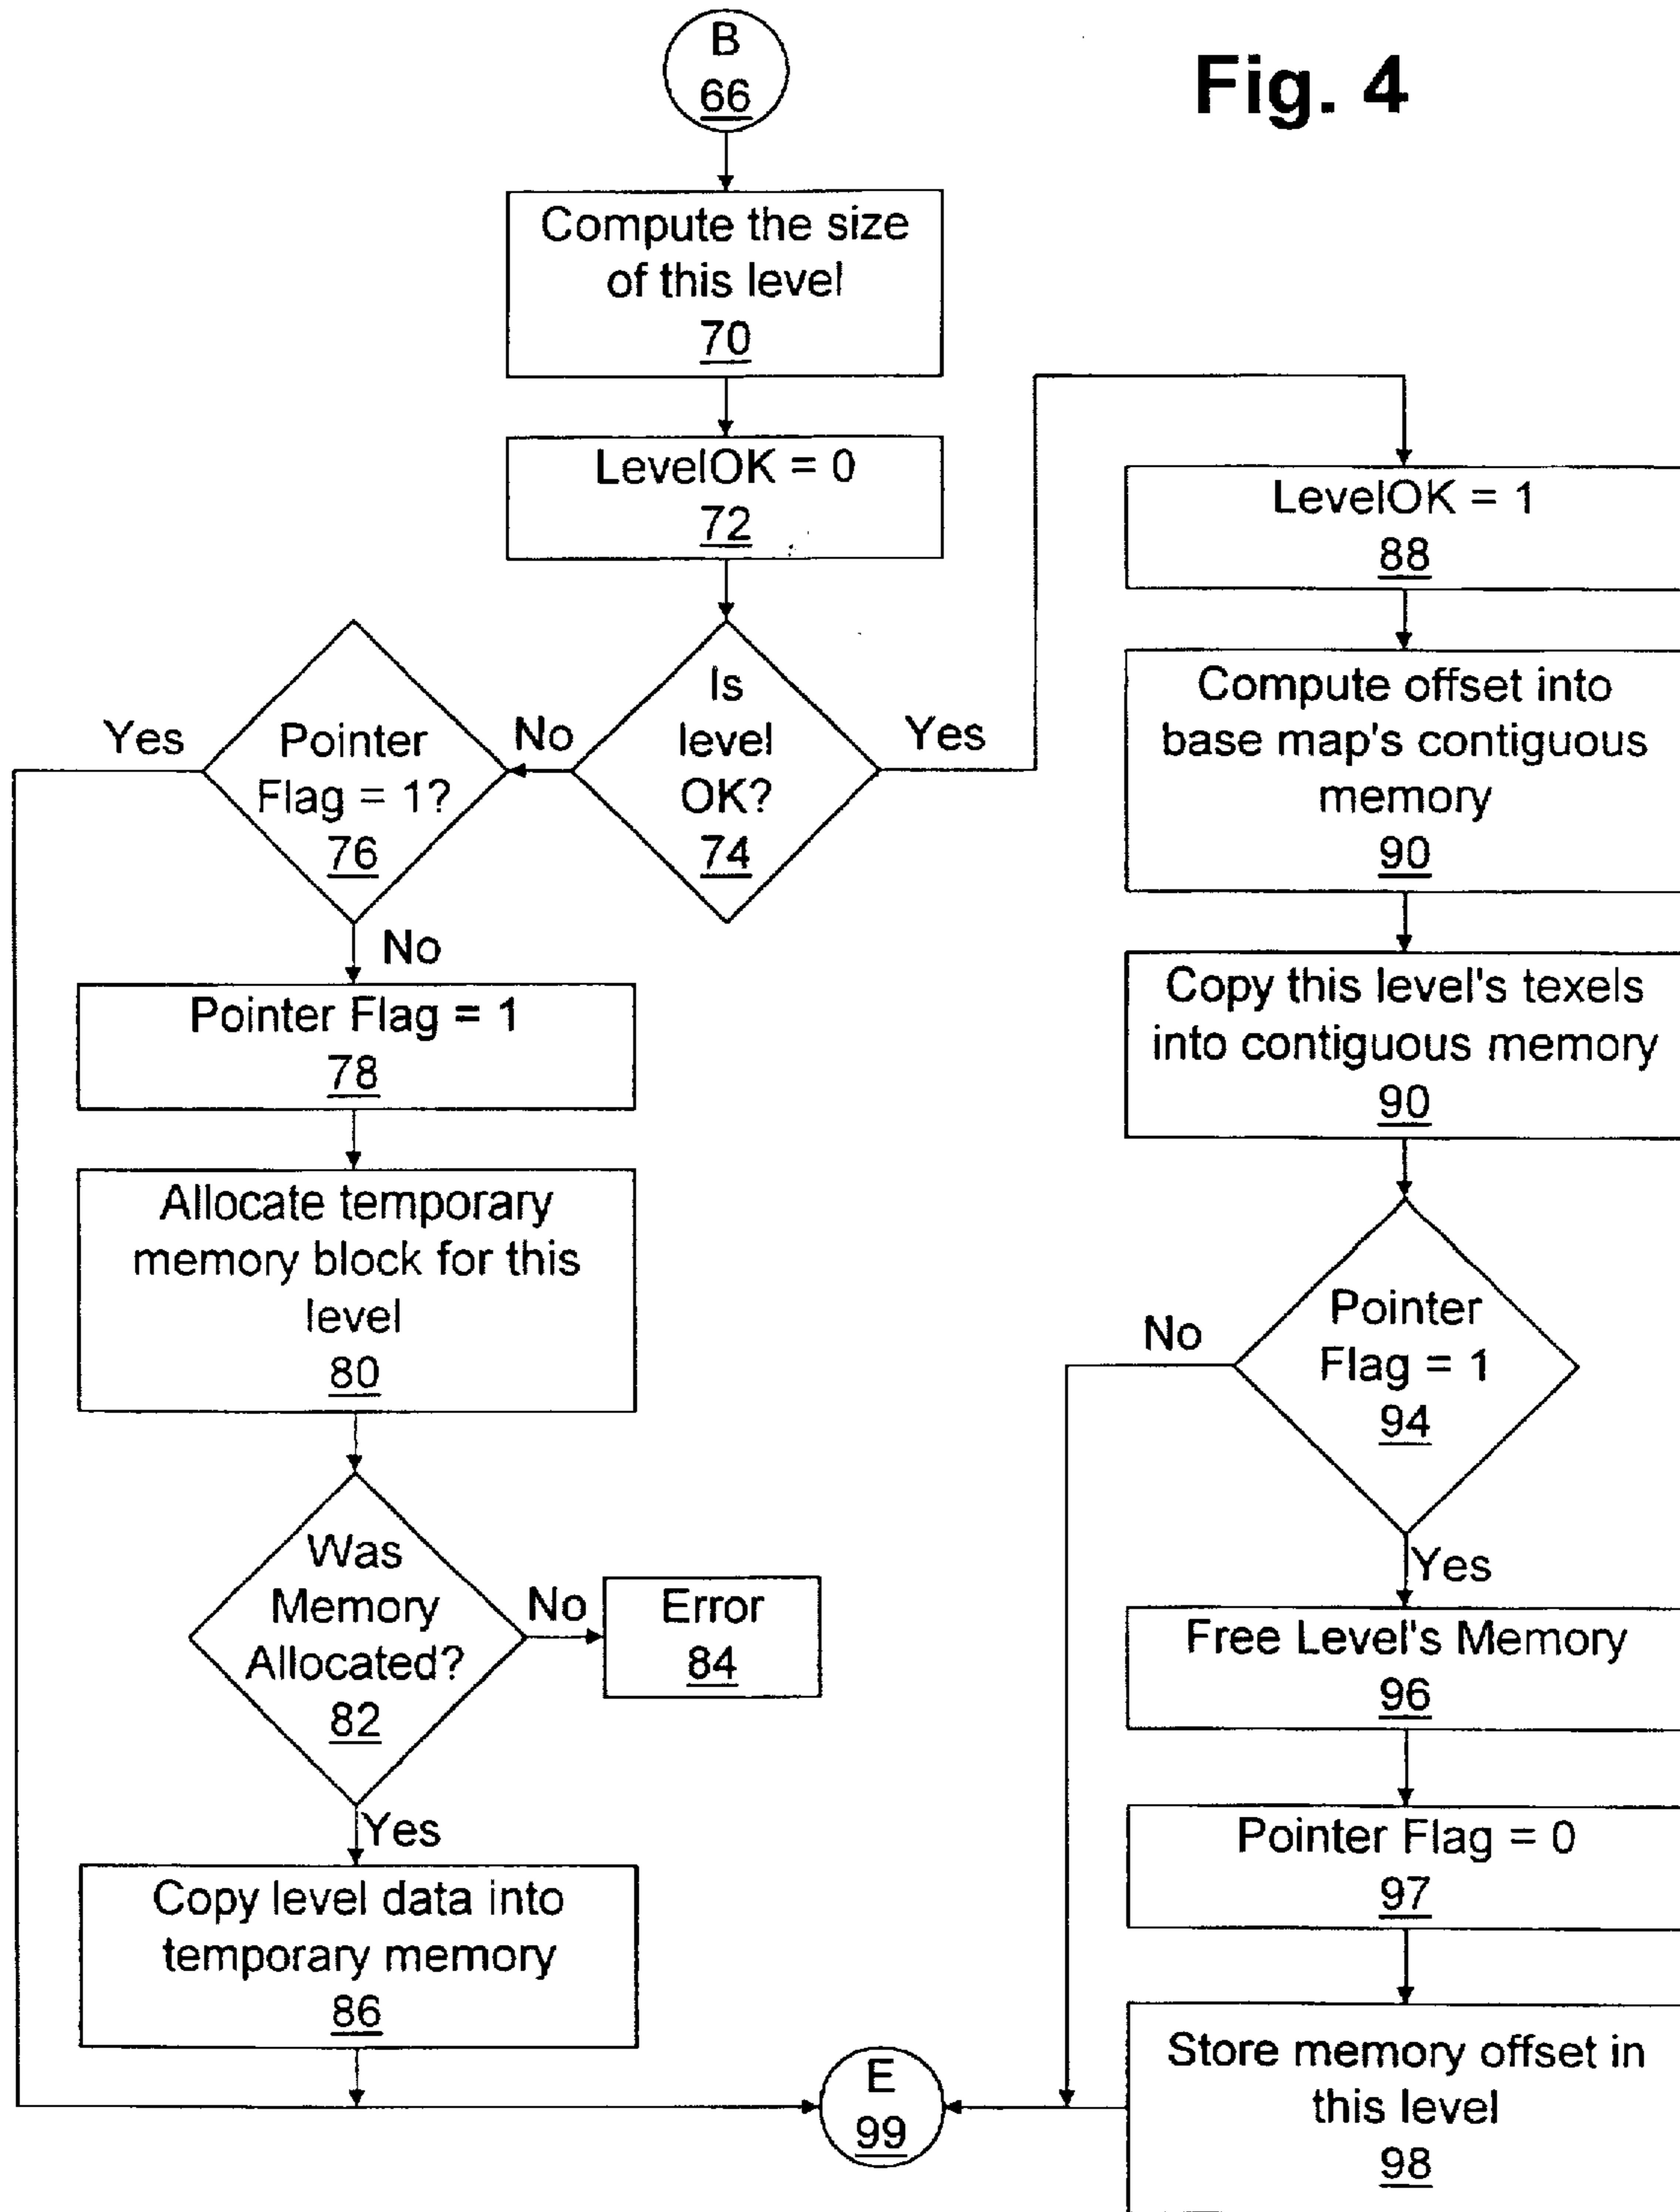 Fig. 4
B
66
Compute the size
of this level
70
LevelOK = 0
72
Is
level
OK?
74
Yes
No
Pointer
Flag = 1?
76
Yes
No
Pointer Flag = 1
78
Allocate temporary
memory block for this
level
80
Was
Memory
Allocated?
82
No
Error
84
Yes
Copy level data into
temporary memory
86
LevelOK = 1
88
Compute offset into
base map's contiguous
memory
90
Copy this level's texels
into contiguous memory
90
Pointer
Flag = 1
94
No
Yes
Free Level's Memory
96
Pointer Flag = 0
97
Store memory offset in
this level
98
E
99